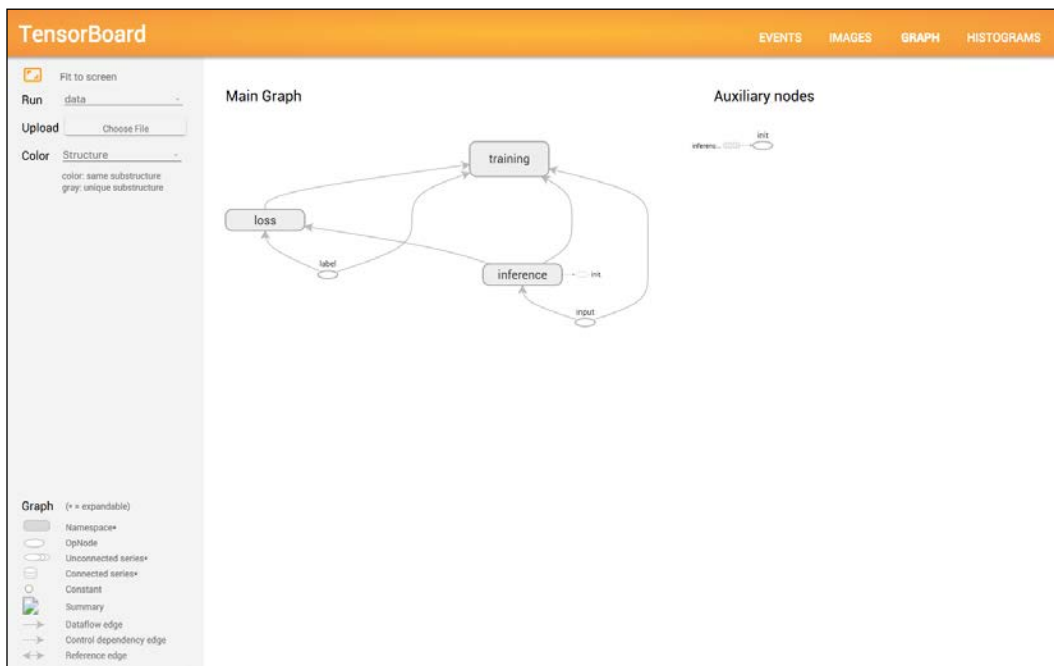 TensorBoard
EVENTS IMAGES GRAPH HISTOGRAMS
Fit to screen
Run data
Upload Choose File
Color Structure
color: same substructure
gray: unique substructure
Main Graph
Auxiliary nodes
training
loss
label
inference
init
input
init
inferenc...
Graph (* = expandable)
Namespace*
OpNode
Unconnected series*
Connected series*
Constant
Summary
Dataflow edge
Control dependency edge
Reference edge